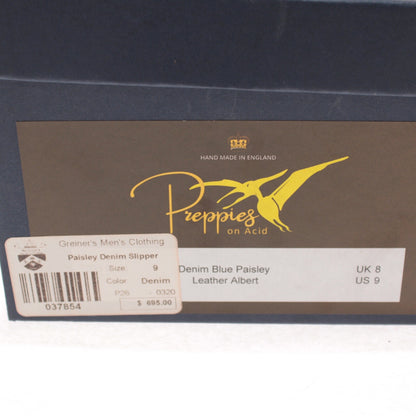 HAND MADE IN ENGLAND
Preppies
on Acid
Greiner's Men's Clothing
Paisley Denim Slipper
Size 9
Color Denim
P26 - 0320
$ 695.00
037854
Denim Blue Paisley UK 8
Leather Albert US 9